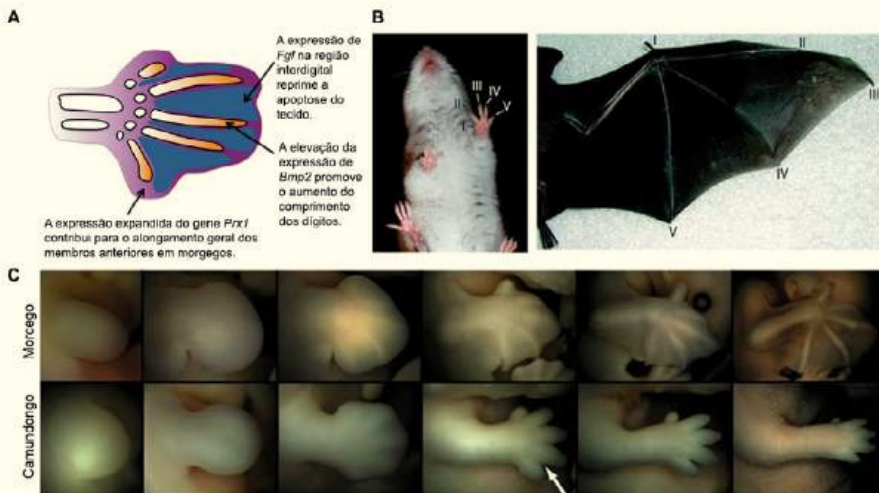 A
A expressão de
Fgf na região
interdigital
reprime a
apoptose do
tecido.
A elevação da
expressão de
Bmp2 promove
o aumento do
comprimento
dos dígitos.
A expressão expandida do gene Prx1
contribui para o alongamento geral dos
membros anteriores em morgegos.
B
III
IV
II
V
I
I
II
III
IV
V
C
Morcego
Camundongo